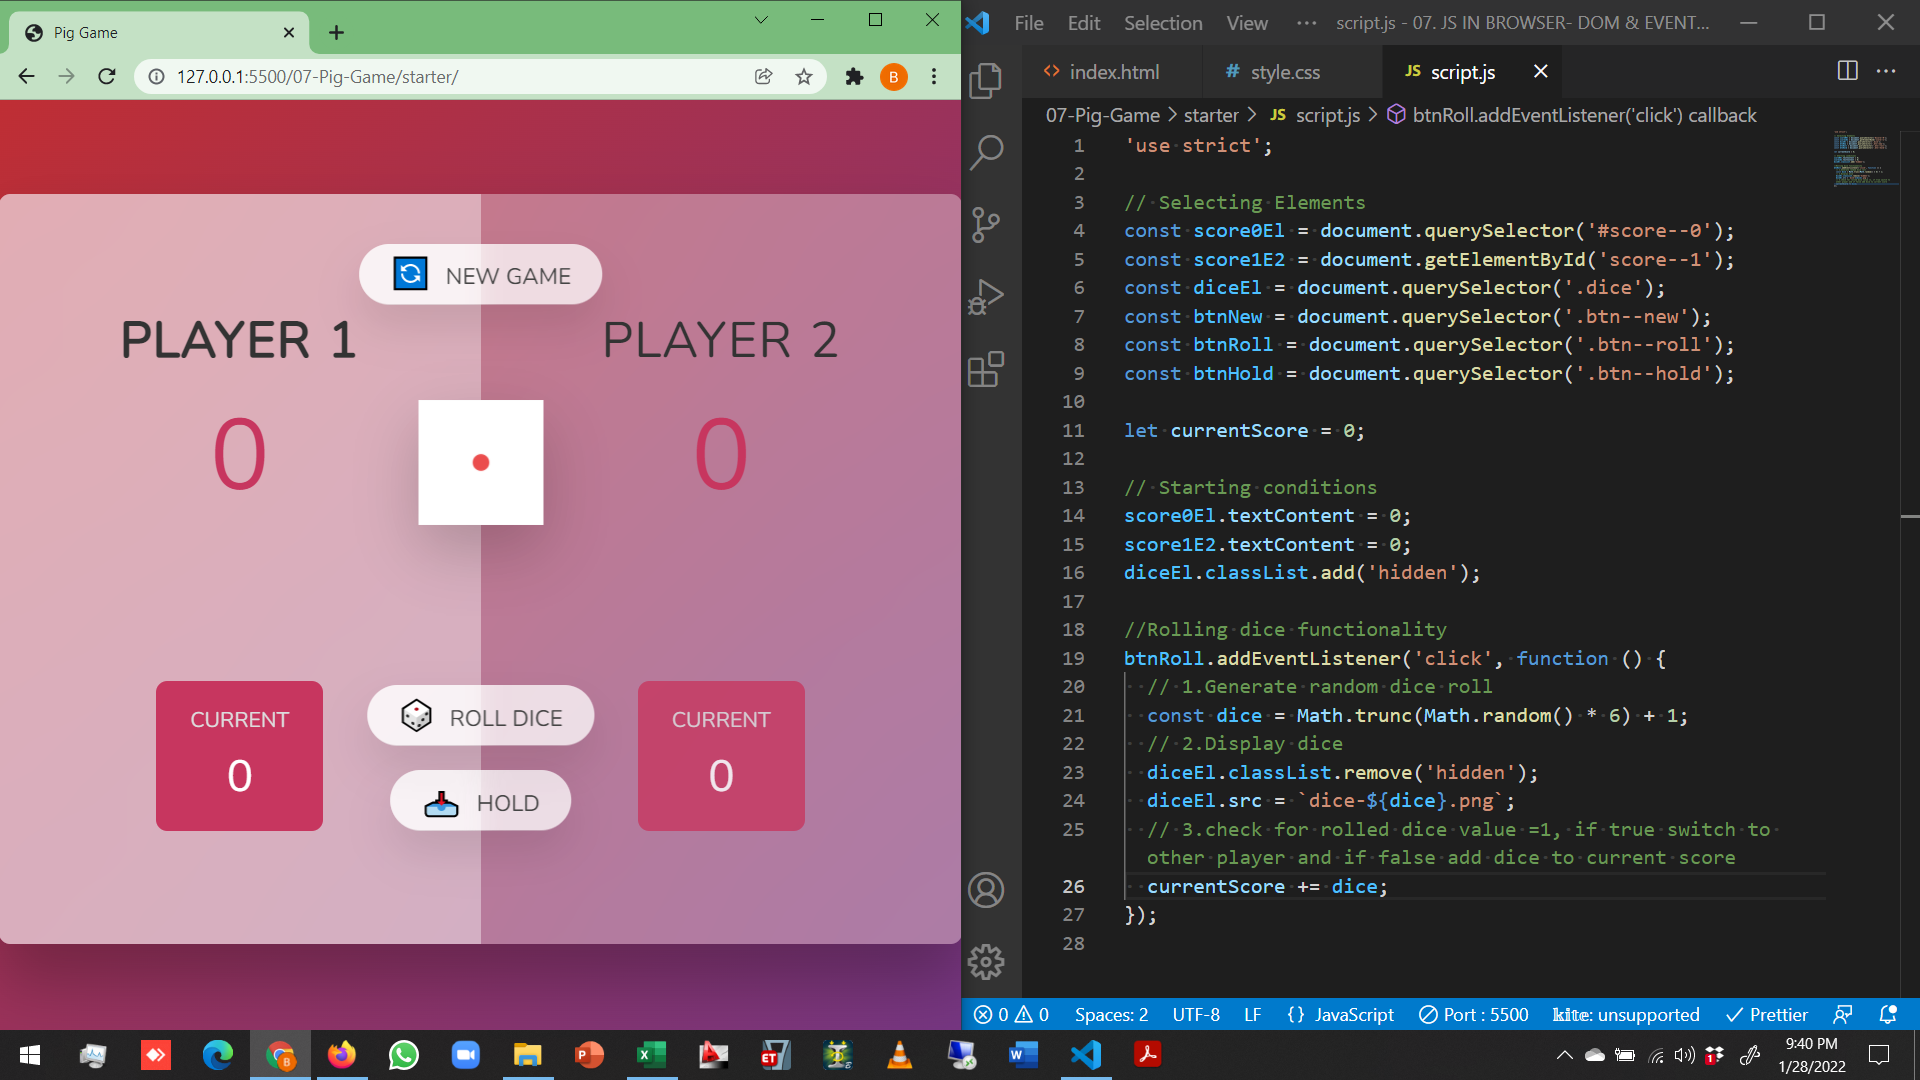 Pig Game
127.0.0.1:5500/07-Pig-Game/starter/
B
NEW GAME
PLAYER 1
PLAYER 2
0
0
CURRENT
0
ROLL DICE
CURRENT
0
HOLD
File Edit Selection View ··· script.js - 07. JS IN BROWSER- DOM & EVENT...
<> index.html
# style.css
JS script.js
07-Pig-Game > starter > JS script.js > btnRoll.addEventListener('click') callback
1 'use strict';
2
3 // Selecting Elements
4 const score0El = document.querySelector('#score--0');
5 const score1E2 = document.getElementById('score--1');
6 const diceEl = document.querySelector('.dice');
7 const btnNew = document.querySelector('.btn--new');
8 const btnRoll = document.querySelector('.btn--roll');
9 const btnHold = document.querySelector('.btn--hold');
10
11 let currentScore = 0;
12
13 // Starting conditions
14 score0El.textContent = 0;
15 score1E2.textContent = 0;
16 diceEl.classList.add('hidden');
17
18 //Rolling dice functionality
19 btnRoll.addEventListener('click', function () {
20 // 1.Generate random dice roll
21 const dice = Math.trunc(Math.random() * 6) + 1;
22 // 2.Display dice
23 diceEl.classList.remove('hidden');
24 diceEl.src = `dice-${dice}.png`;
25 // 3.check for rolled dice value =1, if true switch to
other player and if false add dice to current score
26 currentScore += dice;
27 });
28
0 0 Spaces: 2 UTF-8 LF {} JavaScript Port : 5500 kite: unsupported Prettier
9:40 PM
1/28/2022